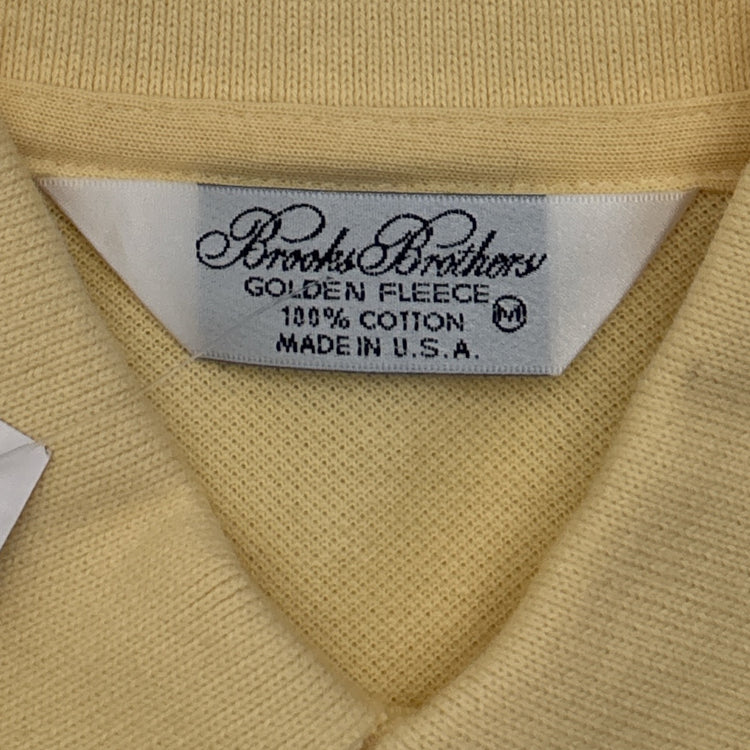 Brooks Brothers
GOLDEN FLEECE
100% COTTON M
MADE IN U.S.A.